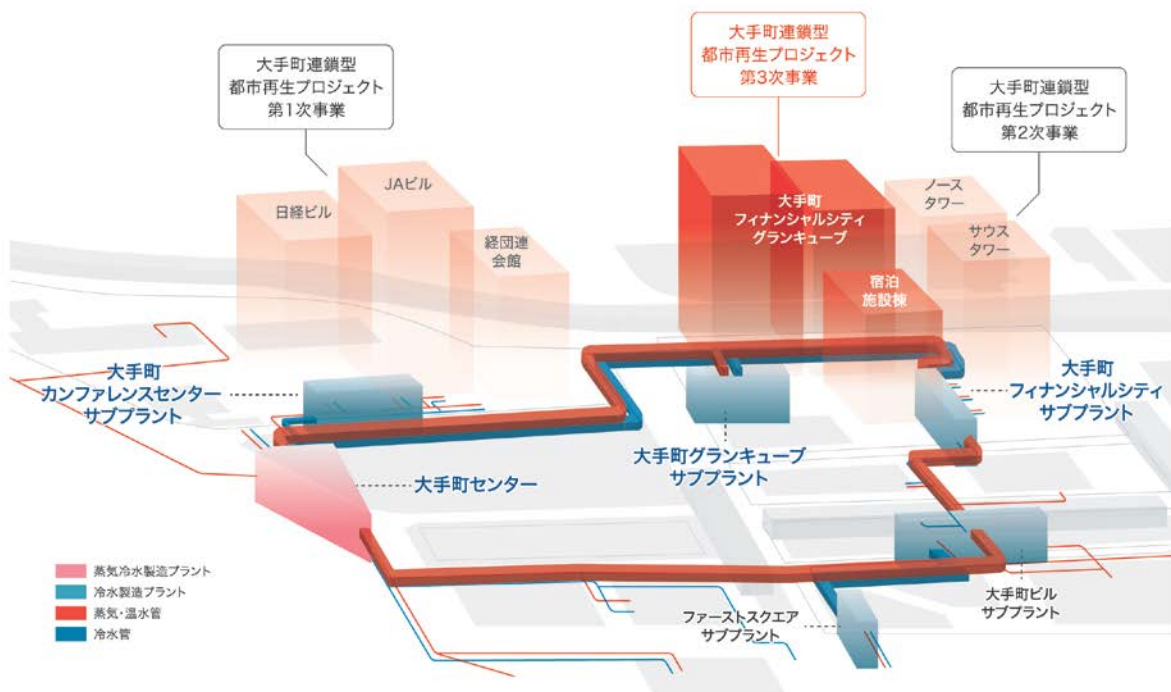 大手町連鎖型
都市再生プロジェクト
第1次事業
大手町連鎖型
都市再生プロジェクト
第3次事業
大手町連鎖型
都市再生プロジェクト
第2次事業
日経ビル
JAビル
経団連
会館
大手町
フィナンシャルシティ
グランキューブ
宿泊
施設棟
ノース
タワー
サウス
タワー
大手町
カンファレンスセンター
サブプラント
大手町センター
大手町グランキューブ
サブプラント
大手町
フィナンシャルシティ
サブプラント
大手町ビル
サブプラント
ファーストスクエア
サブプラント
蒸気冷水製造プラント
冷水製造プラント
蒸気・温水管
冷水管